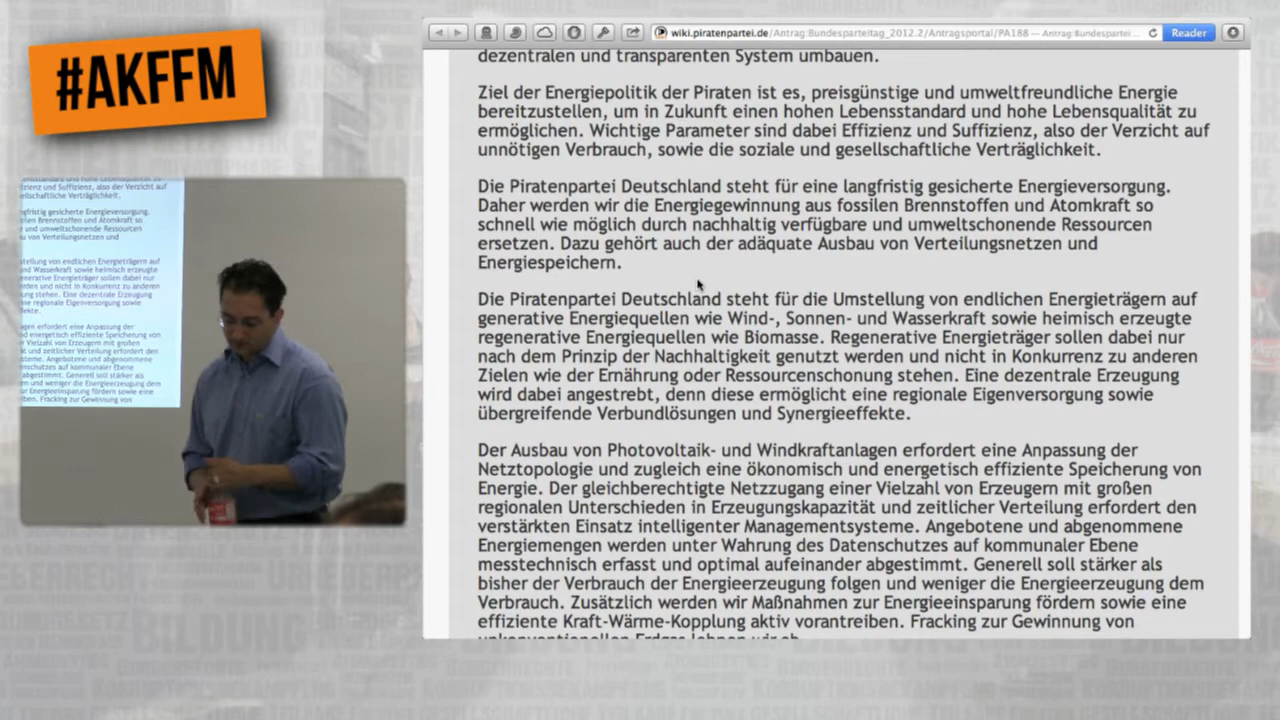 #AKFFM
wiki.piratenpartei.de/Antrag:Bundesparteitag_2012.2/Antragsportal/PA188 — Antrag:Bundespartei...
Reader
dezentralen und transparenten System umbauen.
Ziel der Energiepolitik der Piraten ist es, preisgünstige und umweltfreundliche Energie
bereitzustellen, um in Zukunft einen hohen Lebensstandard und hohe Lebensqualität zu
ermöglichen. Wichtige Parameter sind dabei Effizienz und Suffizienz, also der Verzicht auf
unnötigen Verbrauch, sowie die soziale und gesellschaftliche Verträglichkeit.
Die Piratenpartei Deutschland steht für eine langfristig gesicherte Energieversorgung.
Daher werden wir die Energiegewinnung aus fossilen Brennstoffen und Atomkraft so
schnell wie möglich durch nachhaltig verfügbare und umweltschonende Ressourcen
ersetzen. Dazu gehört auch der adäquate Ausbau von Verteilungsnetzen und
Energiespeichern.
Die Piratenpartei Deutschland steht für die Umstellung von endlichen Energieträgern auf
generative Energiequellen wie Wind-, Sonnen- und Wasserkraft sowie heimisch erzeugte
regenerative Energiequellen wie Biomasse. Regenerative Energieträger sollen dabei nur
nach dem Prinzip der Nachhaltigkeit genutzt werden und nicht in Konkurrenz zu anderen
Zielen wie der Ernährung oder Ressourcenschonung stehen. Eine dezentrale Erzeugung
wird dabei angestrebt, denn diese ermöglicht eine regionale Eigenversorgung sowie
übergreifende Verbundlösungen und Synergieeffekte.
Der Ausbau von Photovoltaik- und Windkraftanlagen erfordert eine Anpassung der
Netztopologie und zugleich eine ökonomisch und energetisch effiziente Speicherung von
Energie. Der gleichberechtigte Netzzugang einer Vielzahl von Erzeugern mit großen
regionalen Unterschieden in Erzeugungskapazität und zeitlicher Verteilung erfordert den
verstärkten Einsatz intelligenter Managementsysteme. Angebotene und abgenommene
Energiemengen werden unter Wahrung des Datenschutzes auf kommunaler Ebene
messtechnisch erfasst und optimal aufeinander abgestimmt. Generell soll stärker als
bisher der Verbrauch der Energieerzeugung folgen und weniger die Energieerzeugung dem
Verbrauch. Zusätzlich werden wir Maßnahmen zur Energieeinsparung fördern sowie eine
effiziente Kraft-Wärme-Kopplung aktiv vorantreiben. Fracking zur Gewinnung von
unkonventionellen Erdgas lehnen wir ab.